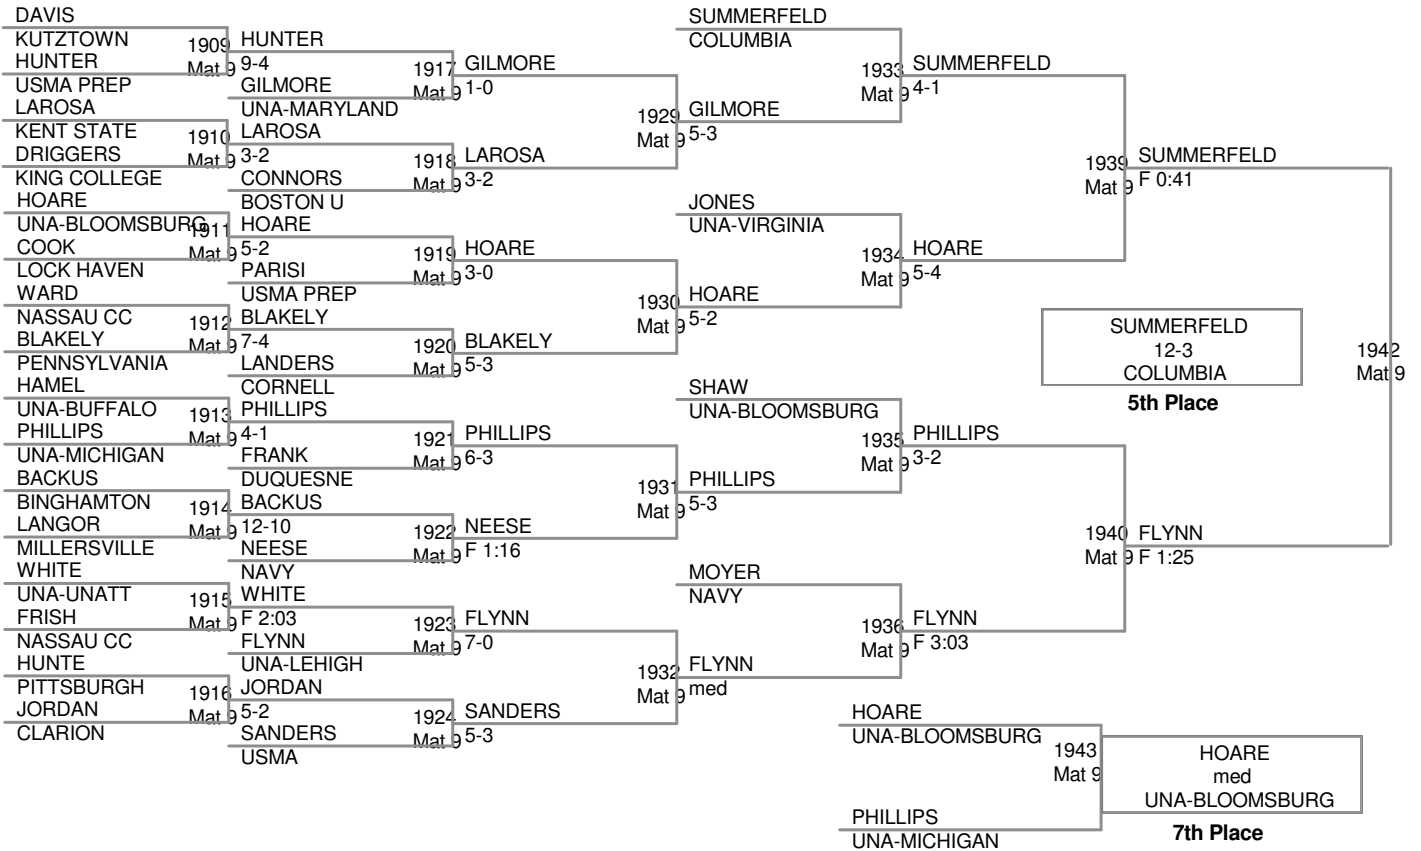 DAVIS
KUTZTOWN
HUNTER
USMA PREP
LAROSA
KENT STATE
DRIGGERS
KING COLLEGE
HOARE
UNA-BLOOMSBURG
COOK
LOCK HAVEN
WARD
NASSAU CC
BLAKELY
PENNSYLVANIA
HAMEL
UNA-BUFFALO
PHILLIPS
UNA-MICHIGAN
BACKUS
BINGHAMTON
LANGOR
MILLERSVILLE
WHITE
UNA-UNATT
FRISH
NASSAU CC
HUNTE
PITTSBURGH
JORDAN
CLARION
1909
Mat 9
1910
Mat 9
1911
Mat 9
1912
Mat 9
1913
Mat 9
1914
Mat 9
1915
Mat 9
1916
Mat 9
HUNTER
9-4
GILMORE
UNA-MARYLAND
LAROSA
3-2
CONNORS
BOSTON U
HOARE
5-2
PARISI
USMA PREP
BLAKELY
7-4
LANDERS
CORNELL
PHILLIPS
4-1
FRANK
DUQUESNE
BACKUS
12-10
NEESE
NAVY
WHITE
F 2:03
FLYNN
UNA-LEHIGH
JORDAN
5-2
SANDERS
USMA
1917
Mat 9
1918
Mat 9
1919
Mat 9
1920
Mat 9
1921
Mat 9
1922
Mat 9
1923
Mat 9
1924
Mat 9
GILMORE
1-0
LAROSA
3-2
HOARE
3-0
BLAKELY
5-3
PHILLIPS
6-3
NEESE
F 1:16
FLYNN
7-0
SANDERS
5-3
1929
Mat 9
1930
Mat 9
1931
Mat 9
1932
Mat 9
SUMMERFELD
COLUMBIA
GILMORE
5-3
JONES
UNA-VIRGINIA
HOARE
5-2
SHAW
UNA-BLOOMSBURG
PHILLIPS
5-3
MOYER
NAVY
FLYNN
med
1933
Mat 9
1934
Mat 9
1935
Mat 9
1936
Mat 9
SUMMERFELD
4-1
HOARE
5-4
PHILLIPS
3-2
FLYNN
F 3:03
1939
Mat 9
1940
Mat 9
SUMMERFELD
F 0:41
FLYNN
F 1:25
1942
Mat 9
SUMMERFELD
12-3
COLUMBIA
5th Place
HOARE
UNA-BLOOMSBURG
PHILLIPS
UNA-MICHIGAN
1943
Mat 9
HOARE
med
UNA-BLOOMSBURG
7th Place